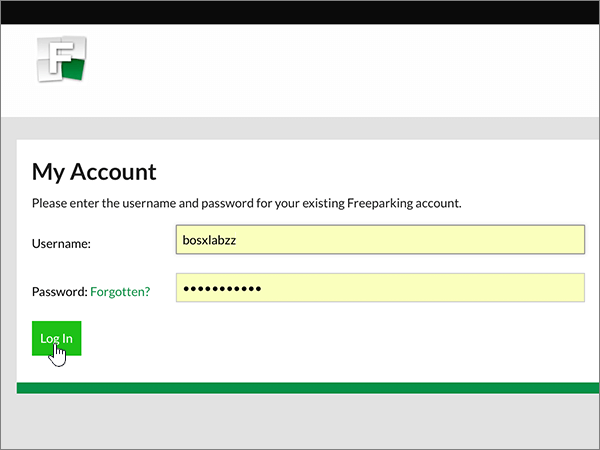 F
My Account
Please enter the username and password for your existing Freeparking account.
Username:
bosxlabzz
Password: Forgotten?
•••••••••••
Log In